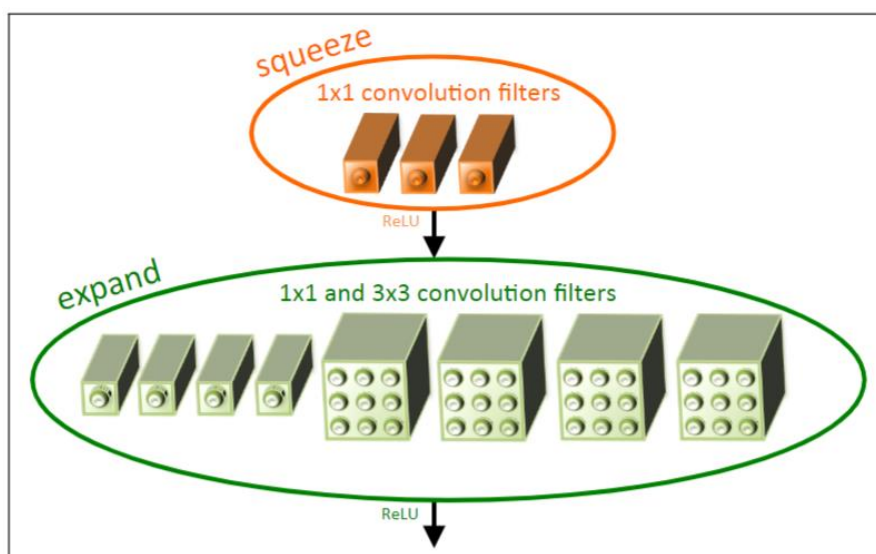 squeeze
1x1 convolution filters
ReLU
expand
1x1 and 3x3 convolution filters
ReLU